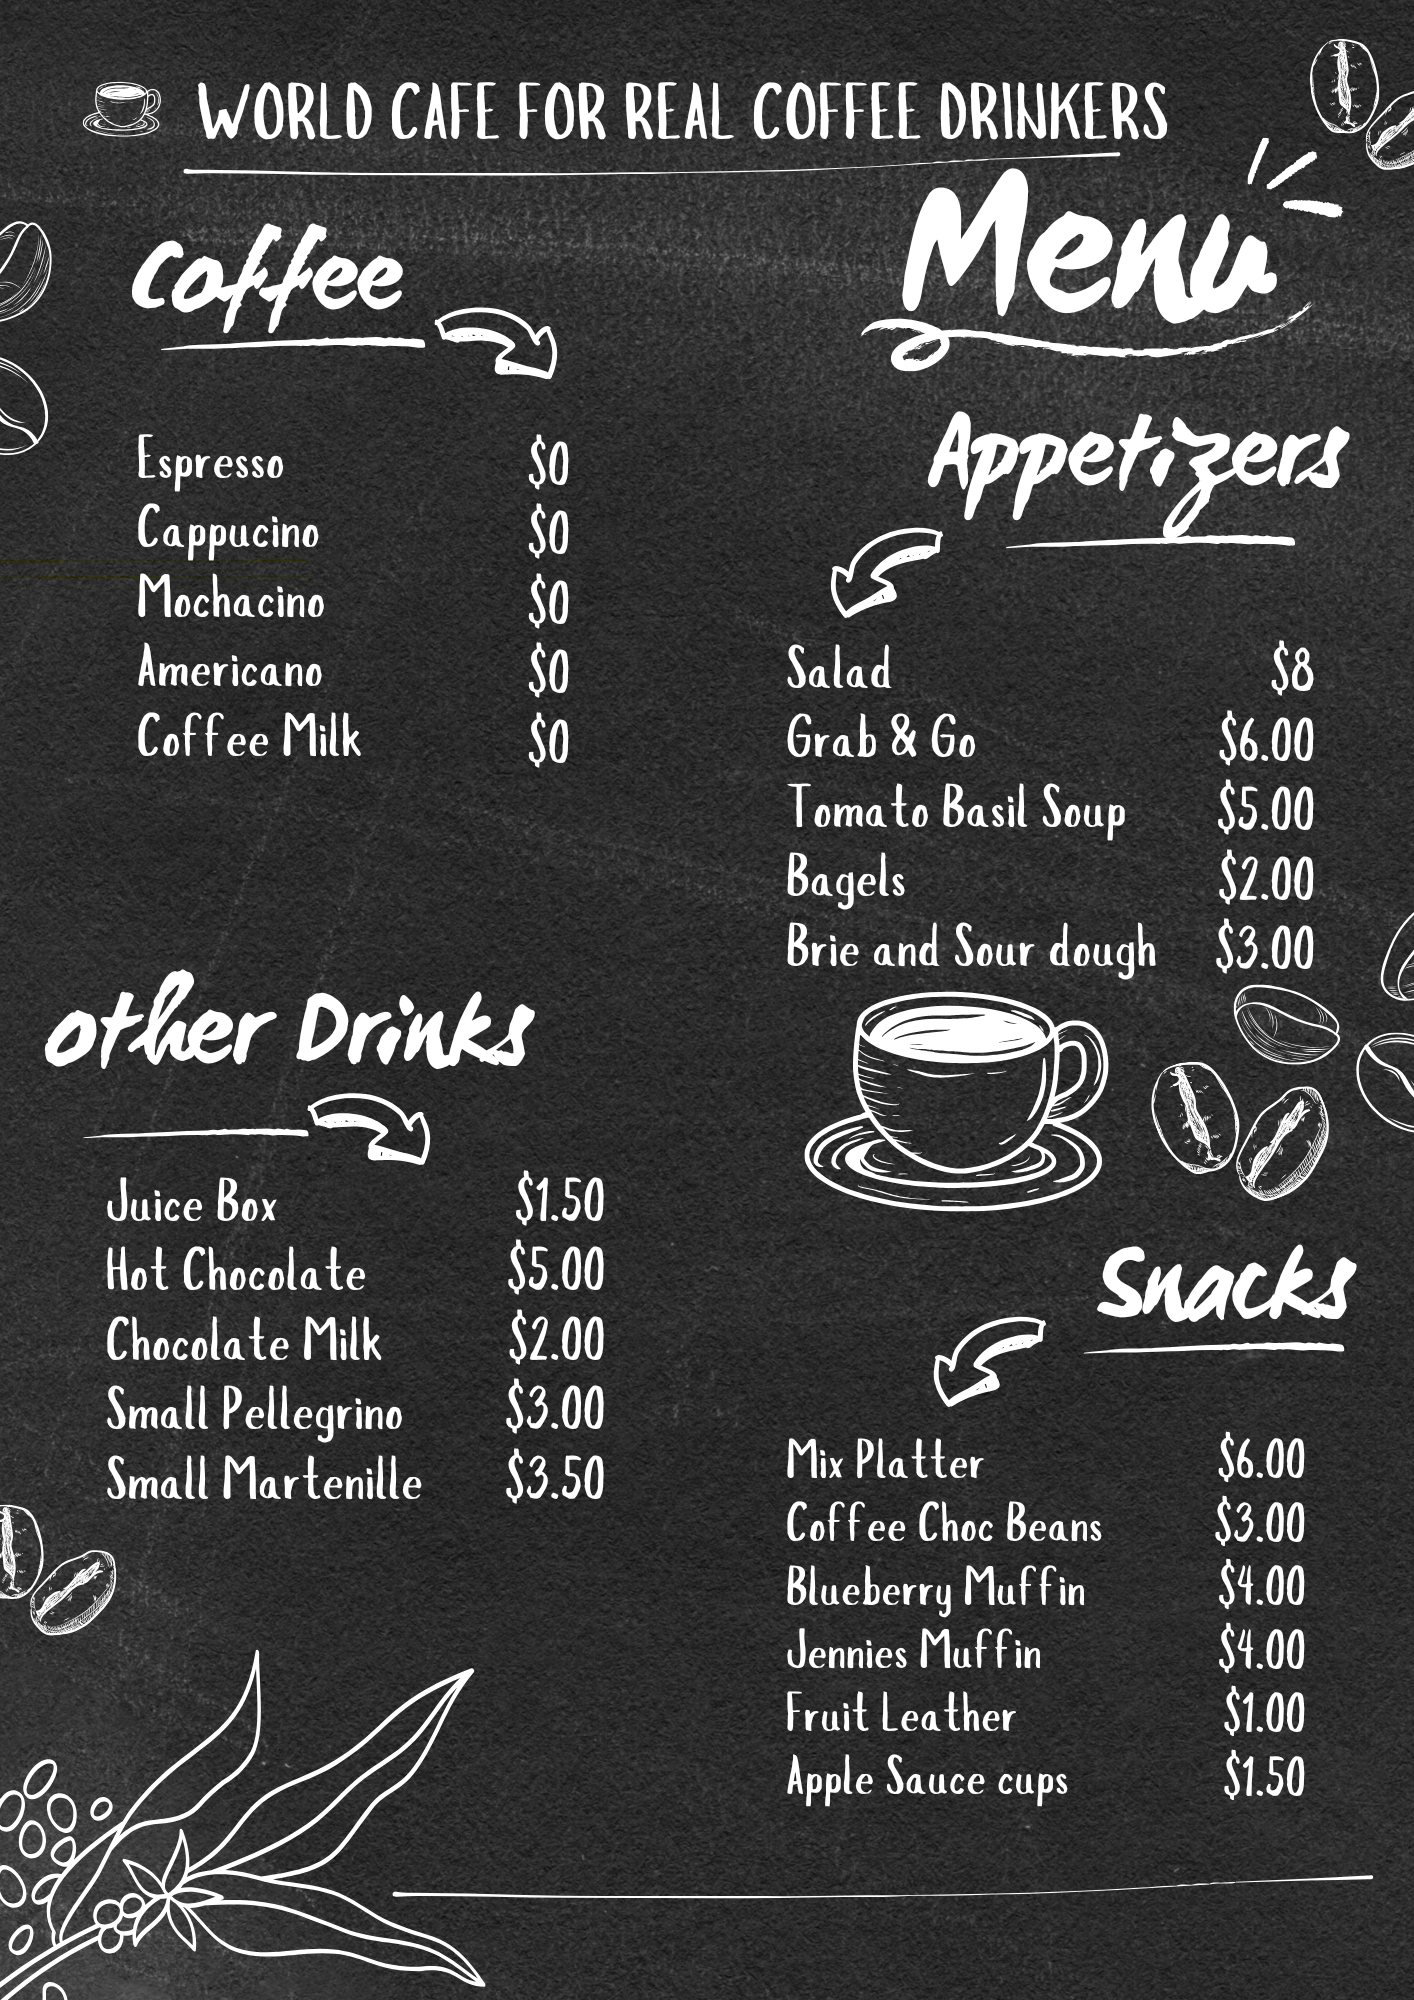 WORLD CAFE FOR REAL COFFEE DRINKERS
Menu
Coffee
Espresso $0
Cappucino $0
Mochacino $0
Americano $0
Coffee Milk $0
Appetizers
Salad $8
Grab & Go $6.00
Tomato Basil Soup $5.00
Bagels $2.00
Brie and Sour dough $3.00
other Drinks
Juice Box $1.50
Hot Chocolate $5.00
Chocolate Milk $2.00
Small Pellegrino $3.00
Small Martenille $3.50
Snacks
Mix Platter $6.00
Coffee Choc Beans $3.00
Blueberry Muffin $4.00
Jennies Muffin $4.00
Fruit Leather $1.00
Apple Sauce cups $1.50